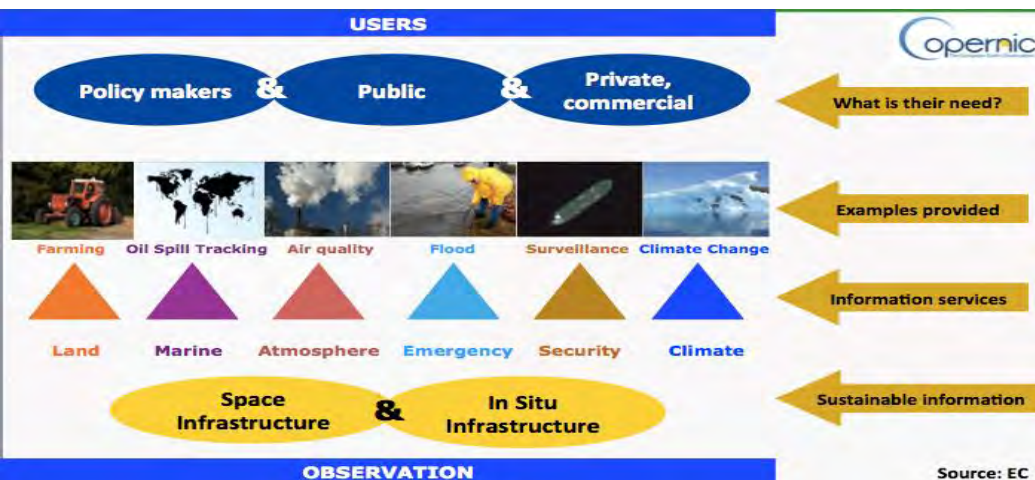 USERS
opernic
Policy makers & Public & Private, commercial
What is their need?
Examples provided
Farming Oil Spill Tracking Air quality Flood Surveillance Climate Change
Information services
Land Marine Atmosphere Emergency Security Climate
Space Infrastructure & In Situ Infrastructure
Sustainable information
OBSERVATION
Source: EC